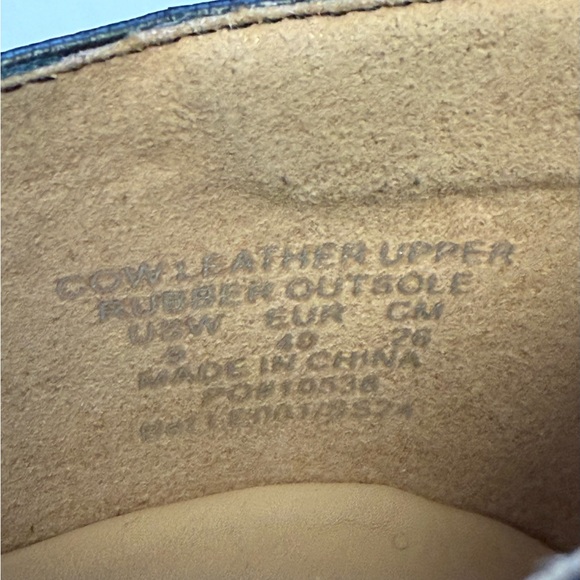 COW LEATHER UPPER
RUBBER OUTSOLE
USW EUR CM
9 40 26
MADE IN CHINA
PO#10536